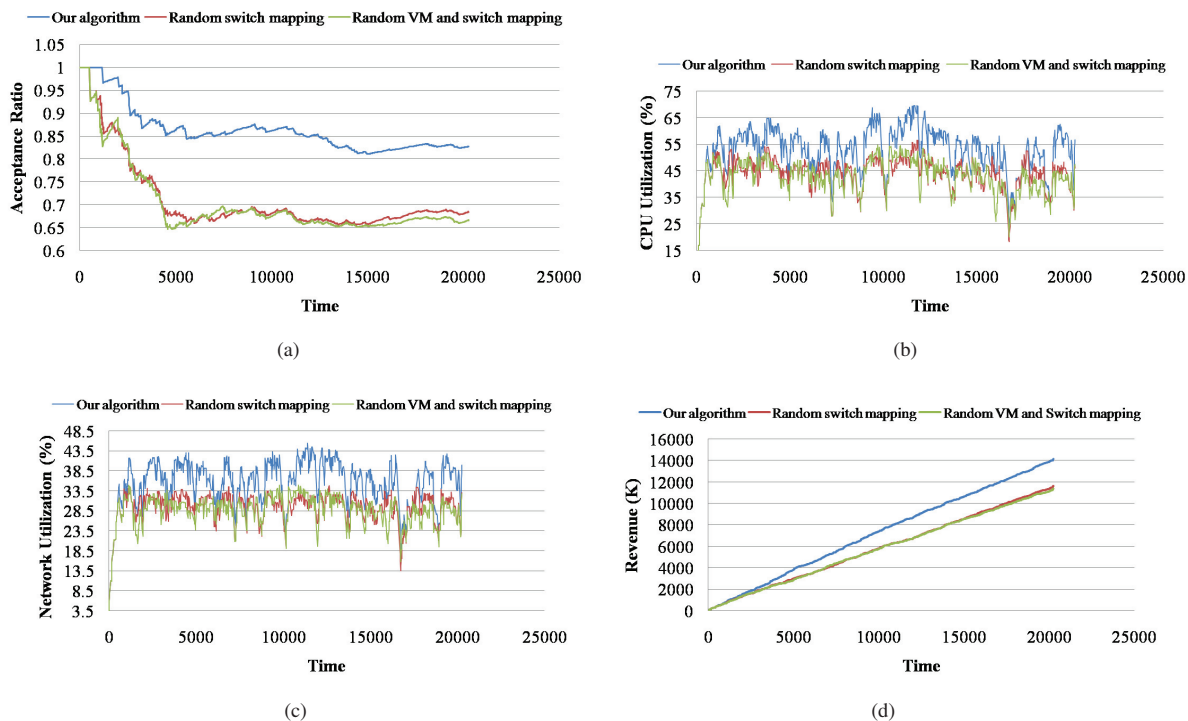 Our algorithm Random switch mapping Random VM and switch mapping
1.05
1
0.95
0.9
0.85
0.8
0.75
0.7
0.65
0.6
Acceptance Ratio
0 5000 10000 15000 20000 25000
Time
(a)
Our algorithm Random switch mapping Random VM and switch mapping
75
65
55
45
35
25
15
CPU Utilization (%)
0 5000 10000 15000 20000 25000
Time
(b)
Our algorithm Random switch mapping Random VM and switch mapping
48.5
43.5
38.5
33.5
28.5
23.5
18.5
13.5
8.5
3.5
Network Utilization (%)
0 5000 10000 15000 20000 25000
Time
(c)
Our algorithm Random switch mapping Random VM and Switch mapping
16000
14000
12000
10000
8000
6000
4000
2000
0
Revenue (K)
0 5000 10000 15000 20000 25000
Time
(d)